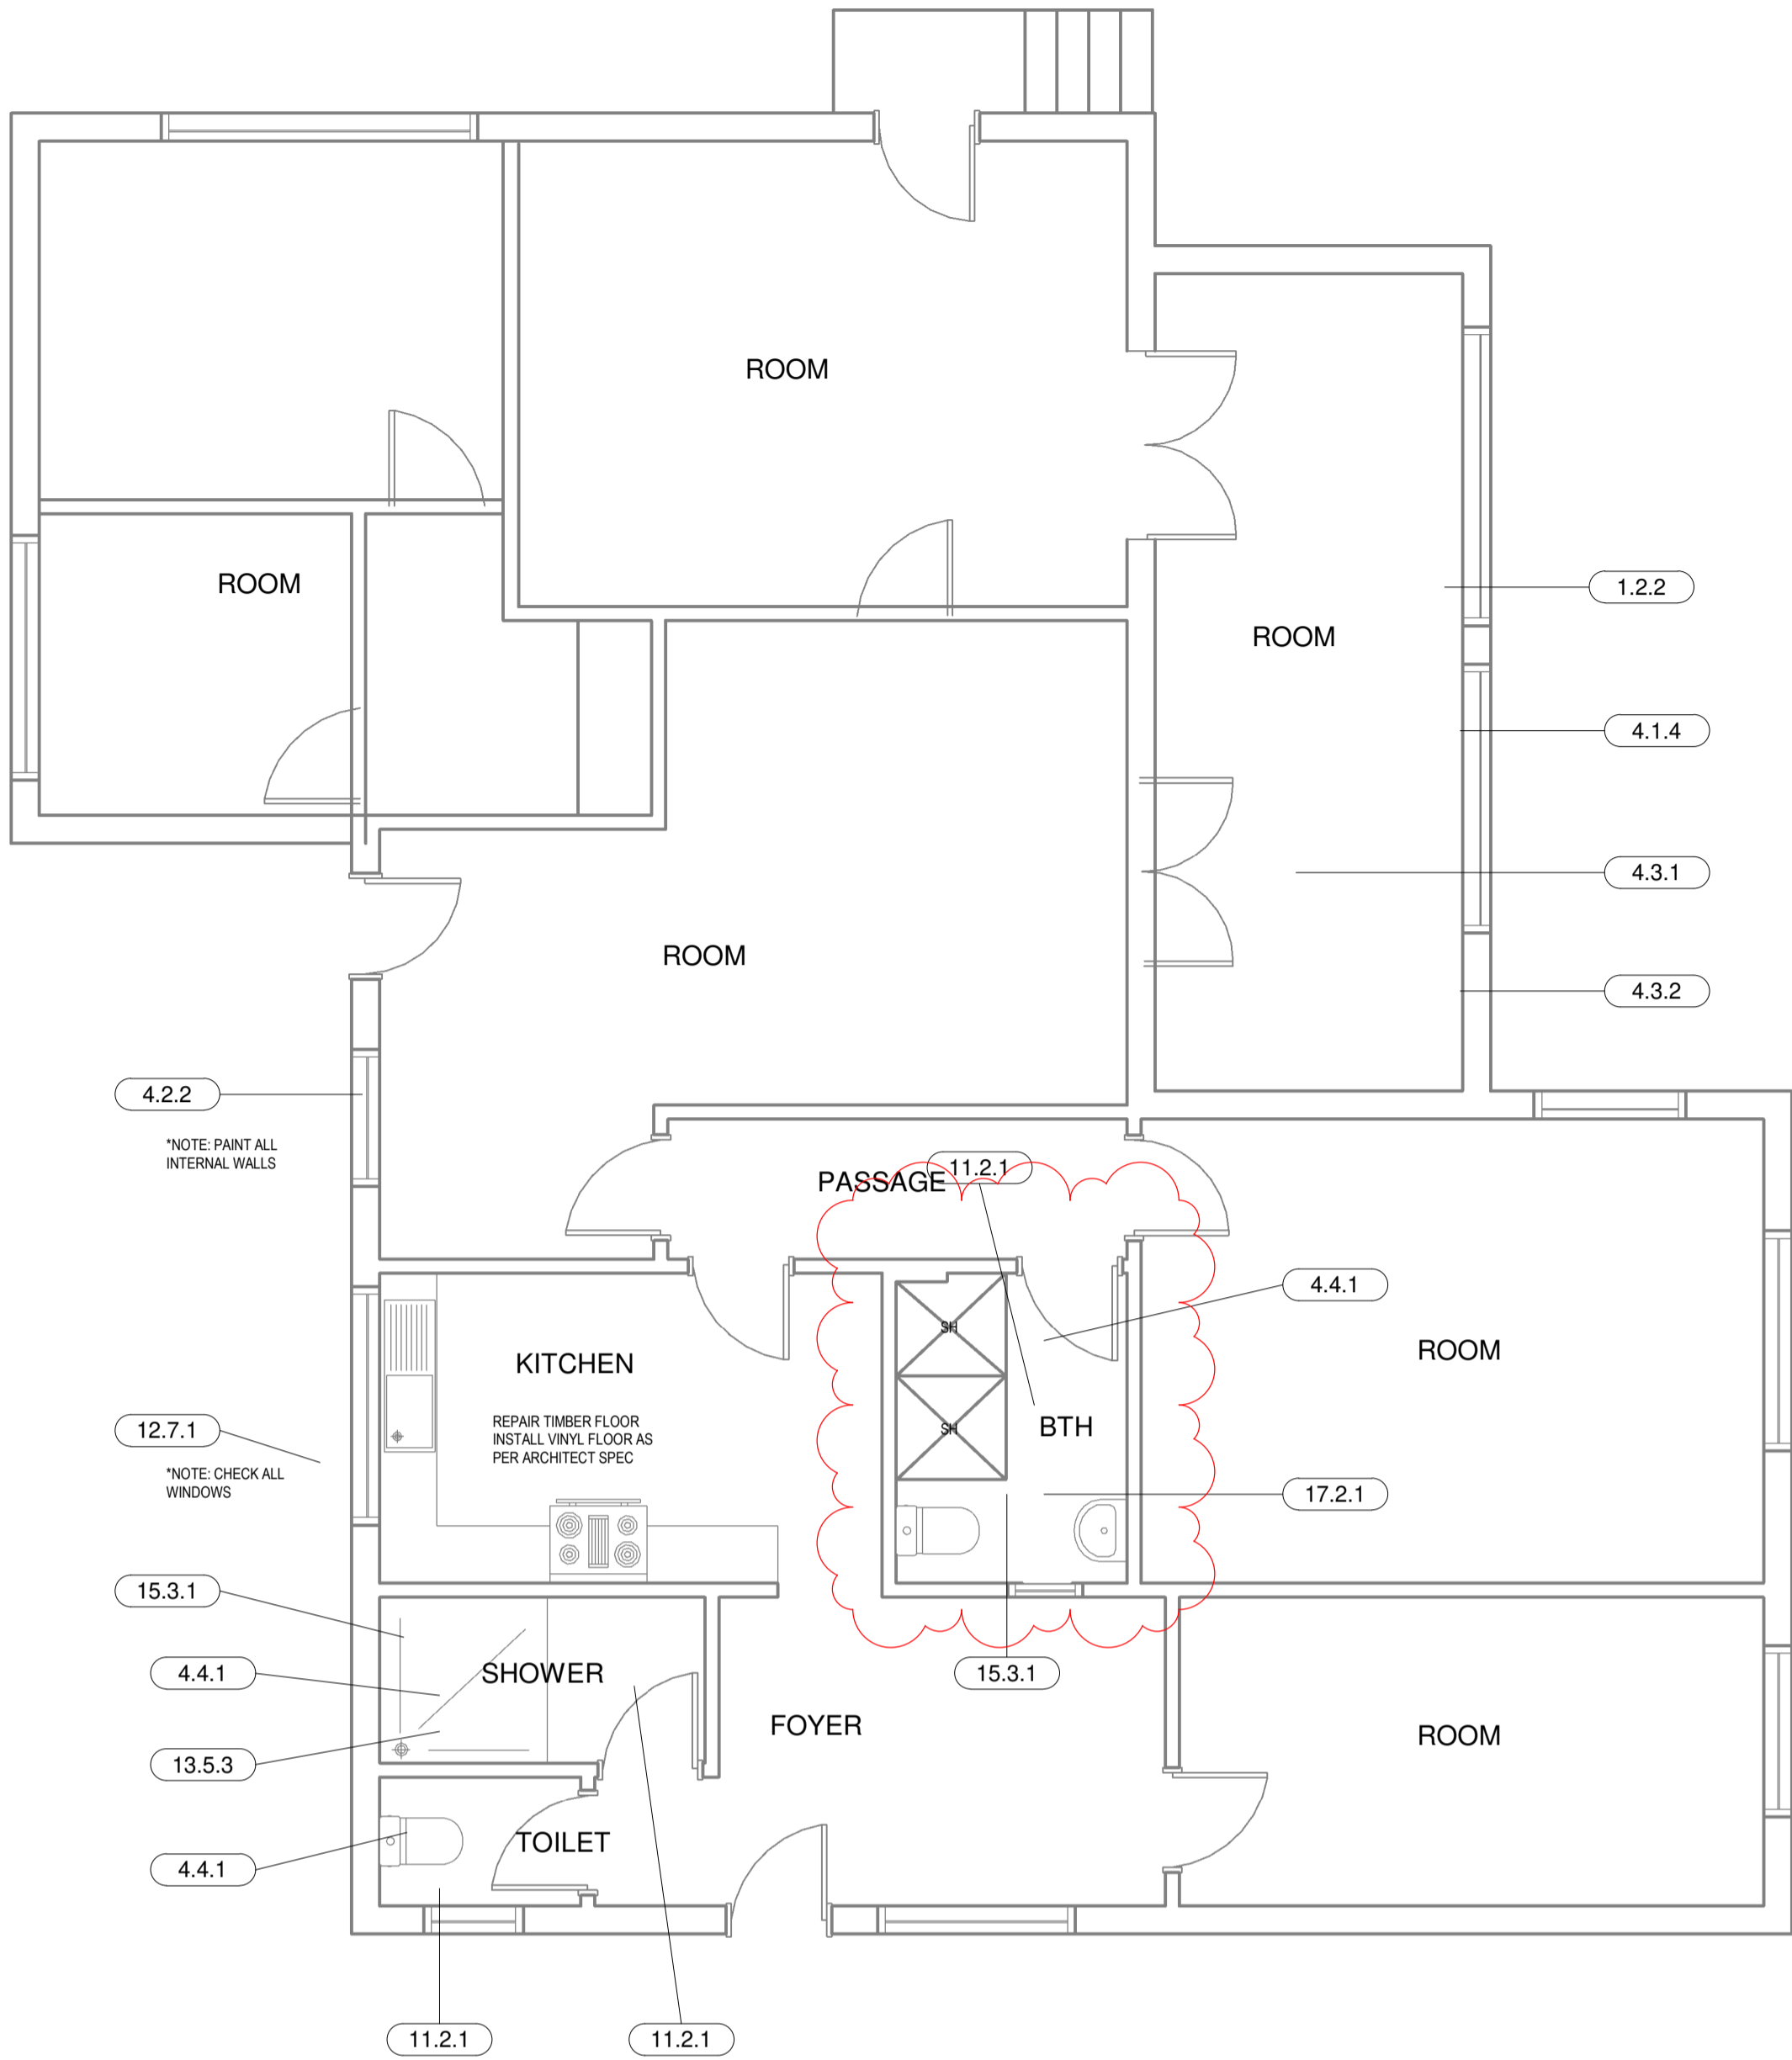 ROOM
ROOM
1.2.2
ROOM
4.1.4
4.3.1
ROOM
4.3.2
4.2.2
*NOTE: PAINT ALL
INTERNAL WALLS
11.2.1
PASSAGE
4.4.1
SH
ROOM
KITCHEN
REPAIR TIMBER FLOOR
INSTALL VINYL FLOOR AS
PER ARCHITECT SPEC
SH
BTH
12.7.1
*NOTE: CHECK ALL
WINDOWS
17.2.1
15.3.1
4.4.1
SHOWER
15.3.1
FOYER
ROOM
13.5.3
TOILET
4.4.1
11.2.1
11.2.1